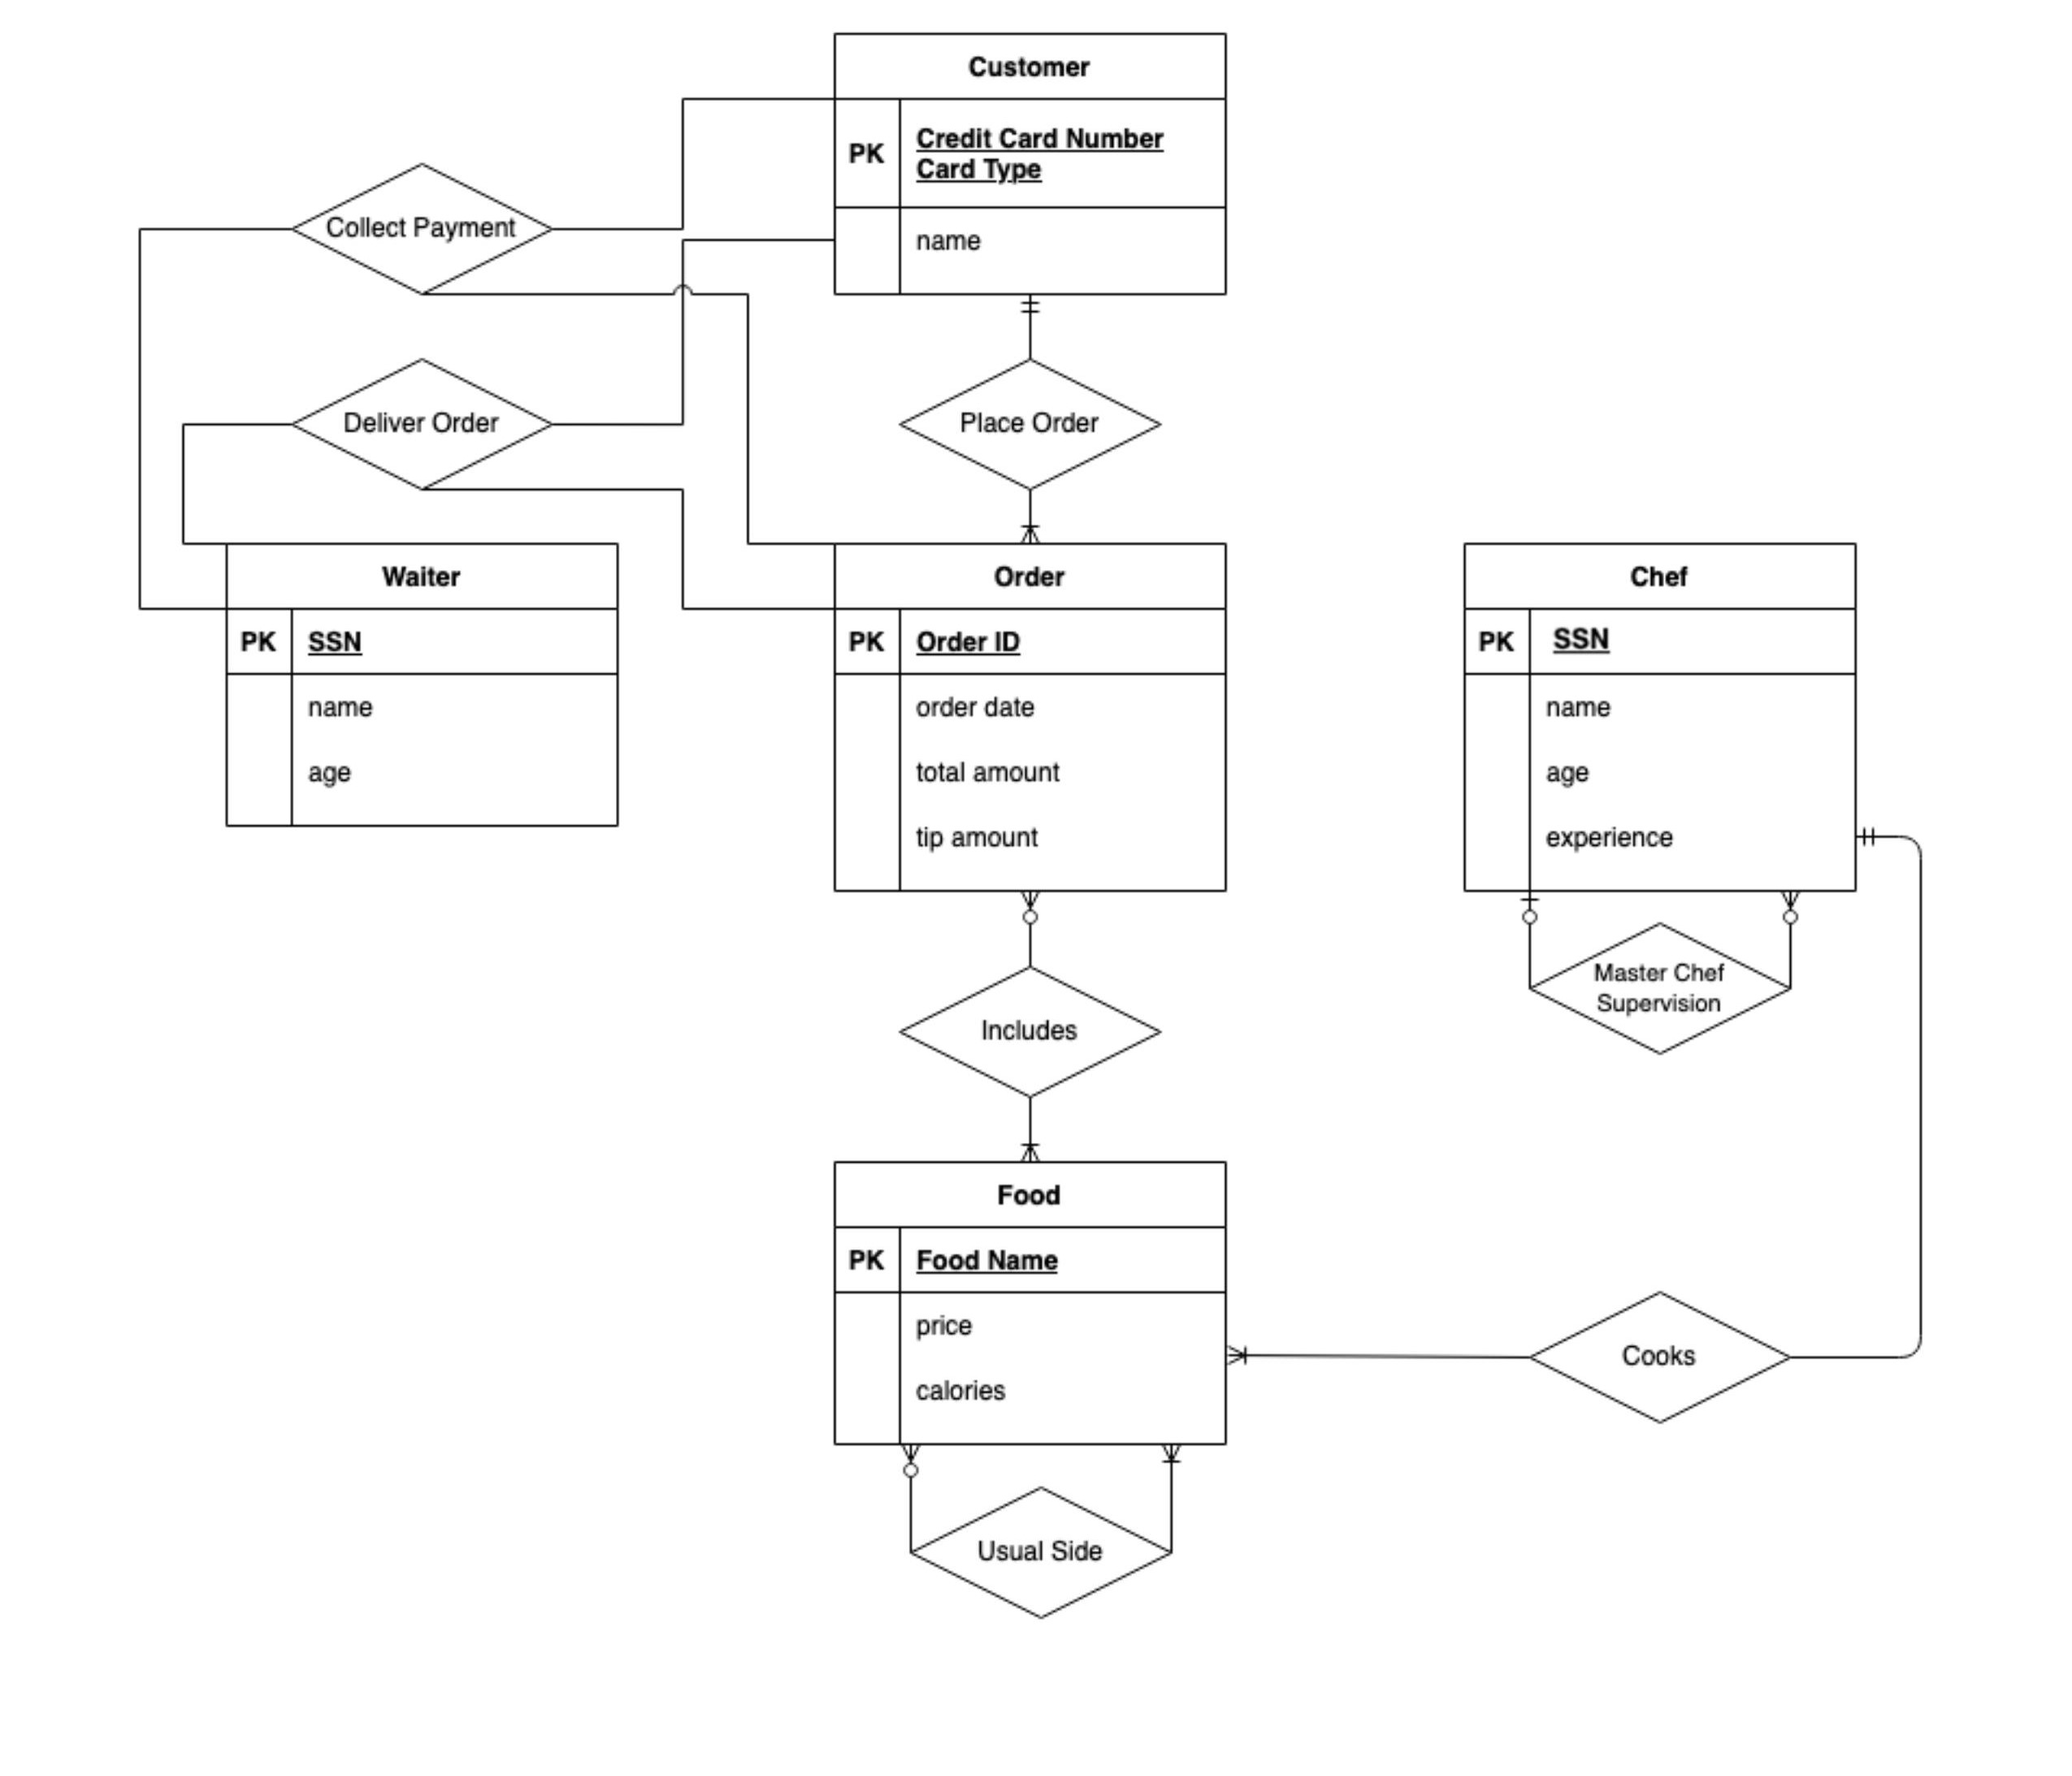 Customer
PK
Credit Card Number
Card Type
name
Collect Payment
Deliver Order
Place Order
Waiter
PK
SSN
name
age
Order
PK
Order ID
order date
total amount
tip amount
Chef
PK
SSN
name
age
experience
Master Chef
Supervision
Includes
Food
PK
Food Name
price
calories
Cooks
Usual Side